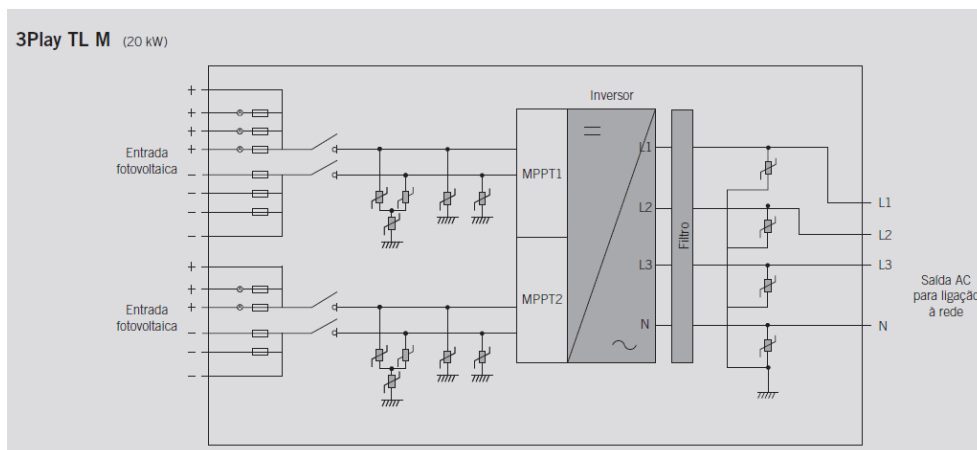 3Play TL M (20 kW)
Inversor
+
+
+
+
Entrada
fotovoltaica
−
−
−
−
MPPT1
L1
L1
L2
L2
Filtro
+
+
+
Entrada
fotovoltaica
−
−
−
MPPT2
L3
L3
N
N
Saída AC
para ligação
à rede